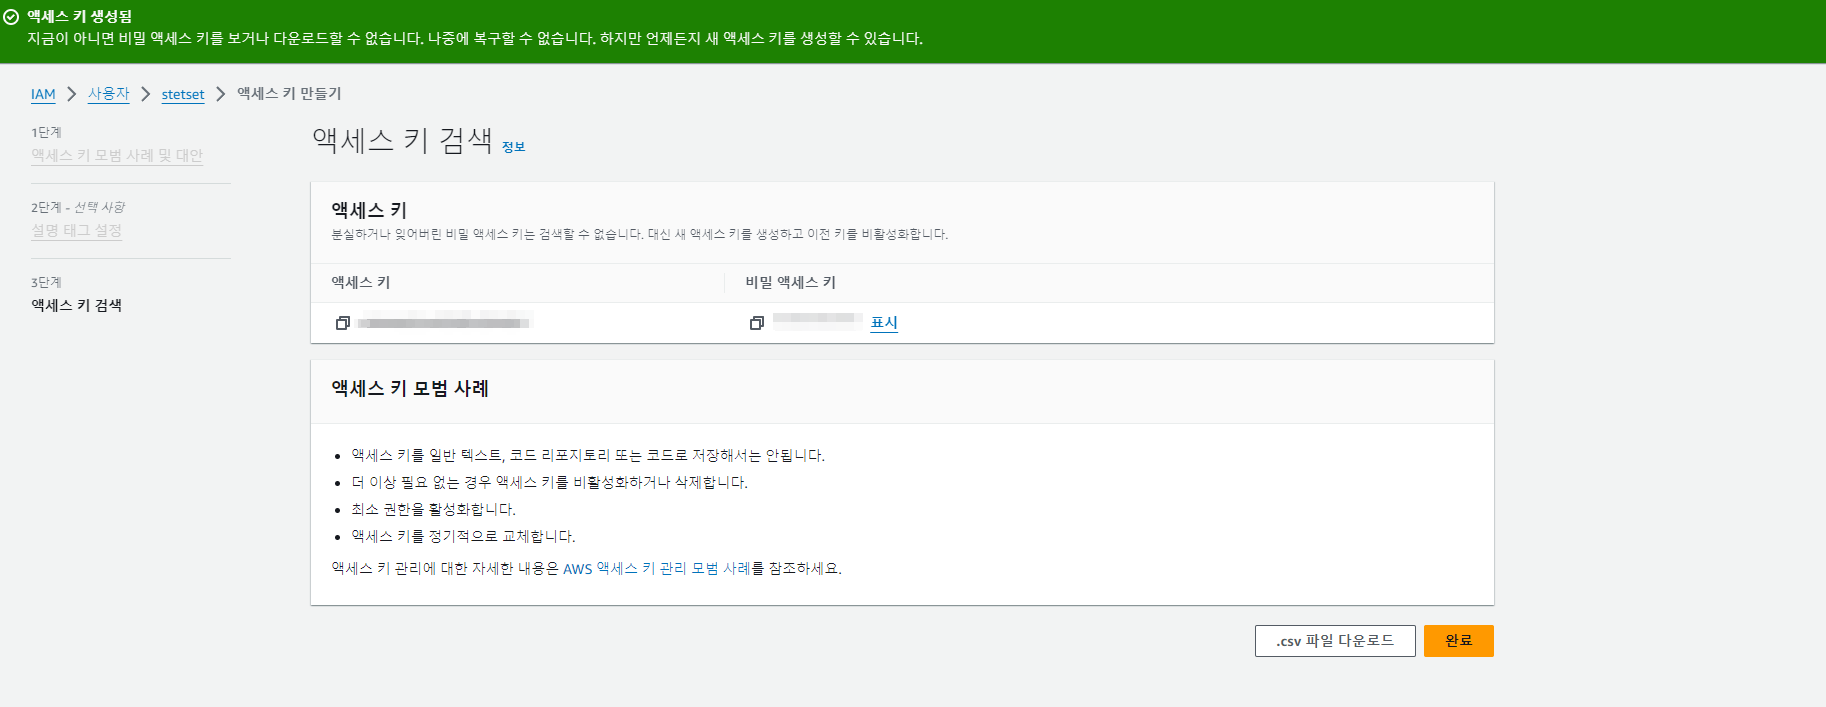 액세스 키 생성됨
지금이 아니면 비밀 액세스 키를 보거나 다운로드할 수 없습니다. 나중에 복구할 수 없습니다. 하지만 언제든지 새 액세스 키를 생성할 수 있습니다.
IAM > 사용자 > stetset > 액세스 키 만들기
1단계
액세스 키 모범 사례 및 대안
2단계 - 선택 사항
설명 태그 설정
3단계
액세스 키 검색
액세스 키 검색 정보
액세스 키
분실하거나 잊어버린 비밀 액세스 키는 검색할 수 없습니다. 대신 새 액세스 키를 생성하고 이전 키를 비활성화합니다.
액세스 키 비밀 액세스 키
표시
액세스 키 모범 사례
• 액세스 키를 일반 텍스트, 코드 리포지토리 또는 코드로 저장해서는 안됩니다.
• 더 이상 필요 없는 경우 액세스 키를 비활성화하거나 삭제합니다.
• 최소 권한을 활성화합니다.
• 액세스 키를 정기적으로 교체합니다.
액세스 키 관리에 대한 자세한 내용은 AWS 액세스 키 관리 모범 사례를 참조하세요.
.csv 파일 다운로드 완료